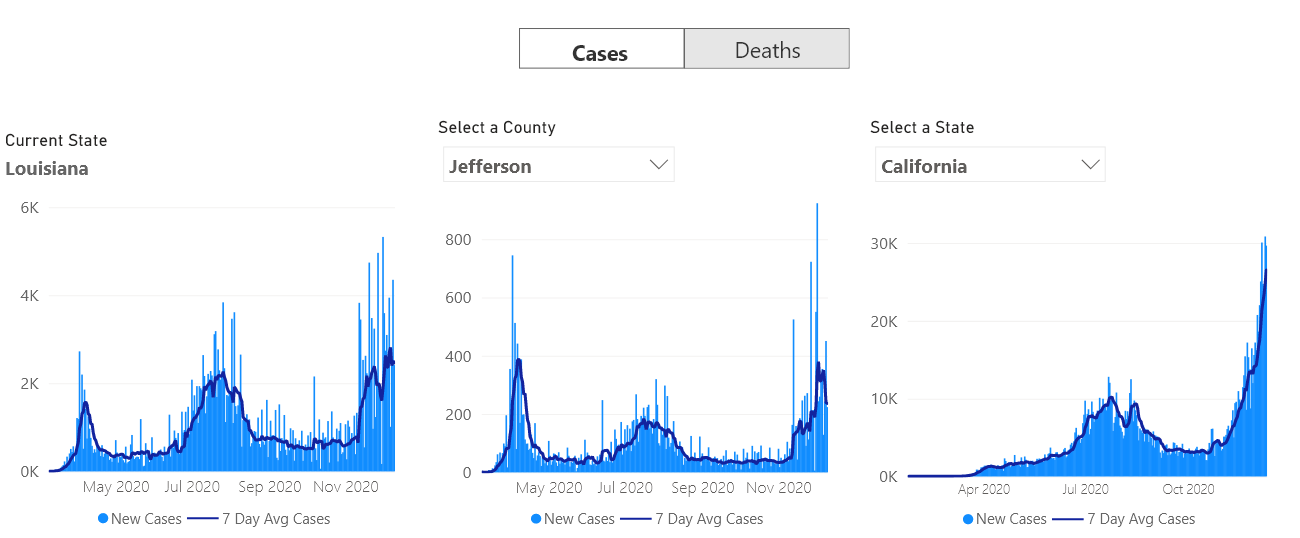 Cases
Deaths
Current State
Louisiana
6K
4K
2K
0K
May 2020 Jul 2020 Sep 2020 Nov 2020
New Cases 7 Day Avg Cases
Select a County
Jefferson
800
600
400
200
0
May 2020 Jul 2020 Sep 2020 Nov 2020
New Cases 7 Day Avg Cases
Select a State
California
30K
20K
10K
0K
Apr 2020 Jul 2020 Oct 2020
New Cases 7 Day Avg Cases